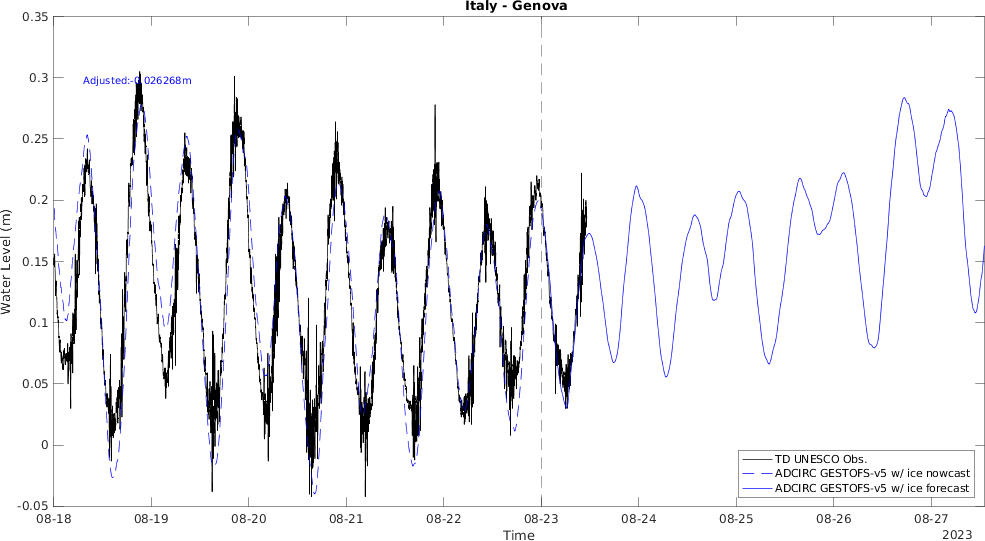 Italy - Genova
0.35
0.3
0.25
0.2
0.15
0.1
0.05
0
-0.05
Water Level (m)
Adjusted:-0.026268m
TD UNESCO Obs.
ADCIRC GESTOFS-v5 w/ ice nowcast
ADCIRC GESTOFS-v5 w/ ice forecast
08-18 08-19 08-20 08-21 08-22 08-23 08-24 08-25 08-26 08-27
Time
2023